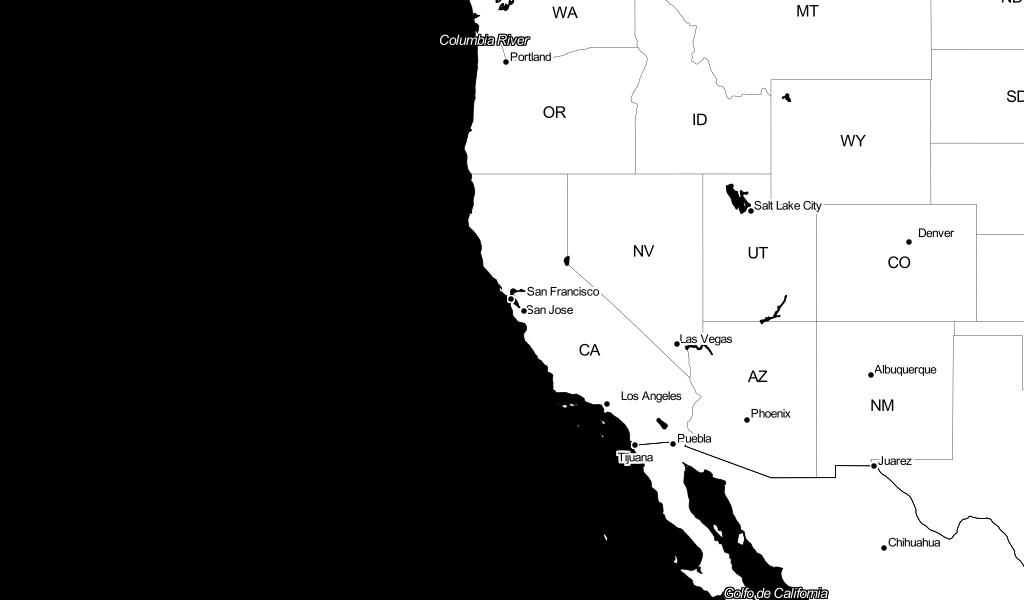 WA
MT
Columbia River
Portland
SD
OR
ID
WY
Salt Lake City
Denver
NV
UT
CO
San Francisco
San Jose
Las Vegas
CA
Albuquerque
AZ
Los Angeles
NM
Phoenix
Puebla
Tijuana
Juarez
Chihuahua
Golfo de California